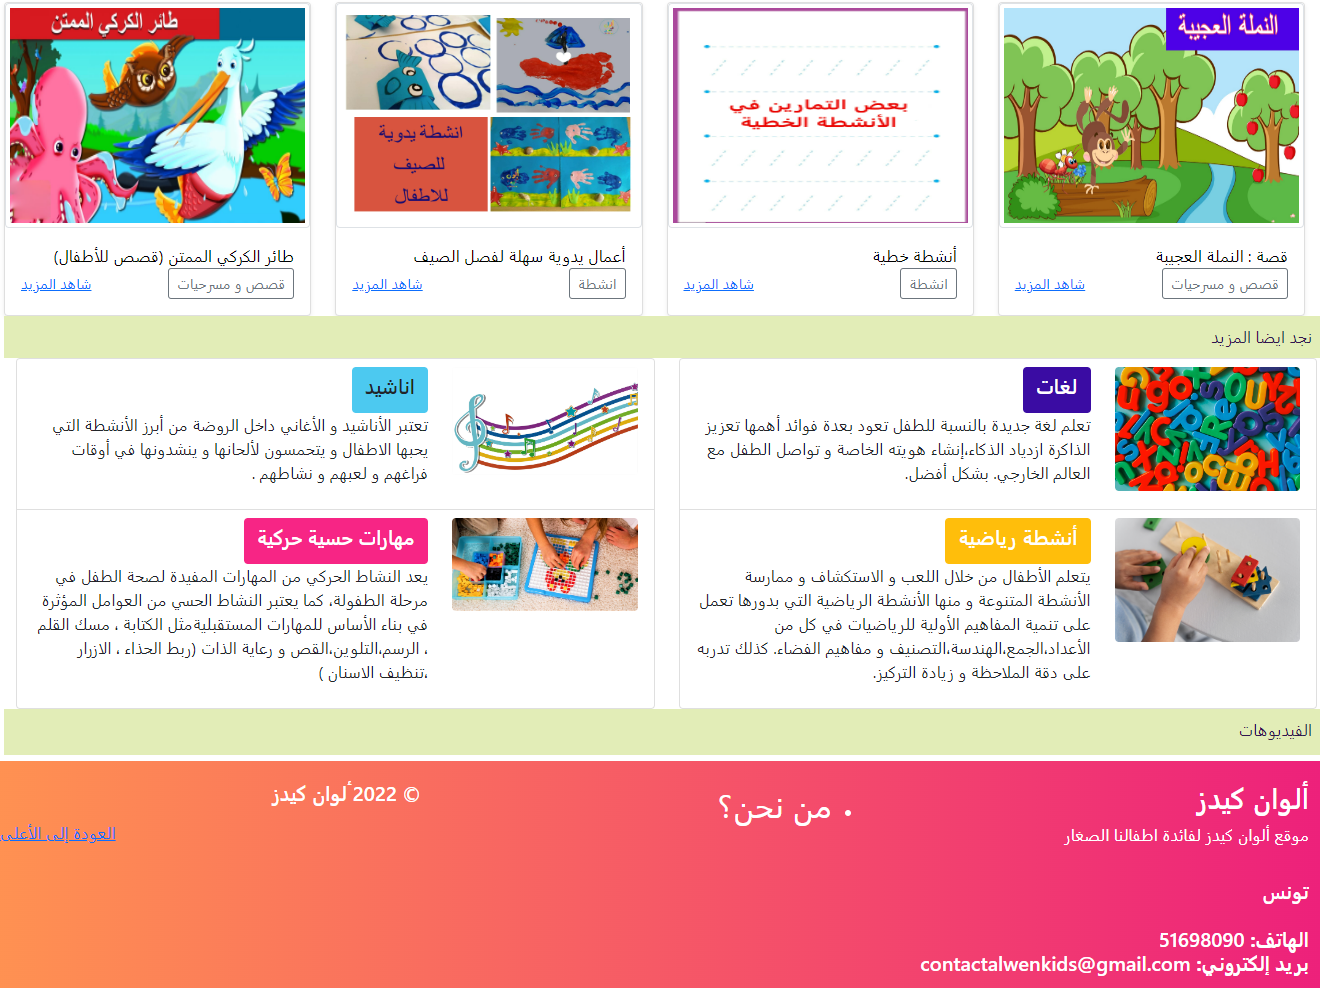 النملة العجيبة
قصة : النملة العجيبة
قصص و مسرحيات
شاهد المزيد
بعض التمارين في
الأنشطة الخطية
أنشطة خطية
انشطة
شاهد المزيد
انشطة يدوية
للصيف
للاطفال
أعمال يدوية سهلة لفصل الصيف
انشطة
شاهد المزيد
طائر الكركي الممتن
طائر الكركي الممتن (قصص للأطفال)
قصص و مسرحيات
شاهد المزيد
نجد ايضا المزيد
لغات
تعلم لغة جديدة بالنسبة للطفل تعود بعدة فوائد أهمها تعزيز
الذاكرة ازدياد الذكاء،إنشاء هويته الخاصة و تواصل الطفل مع
العالم الخارجي. بشكل أفضل.
اناشيد
تعتبر الأناشيد و الأغاني داخل الروضة من أبرز الأنشطة التي
يحبها الاطفال و يتحمسون لألحانها و ينشدونها في أوقات
فراغهم و لعبهم و نشاطهم .
أنشطة رياضية
يتعلم الأطفال من خلال اللعب و الاستكشاف و ممارسة
الأنشطة المتنوعة و منها الأنشطة الرياضية التي بدورها تعمل
على تنمية المفاهيم الأولية للرياضيات في كل من
الأعداد،الجمع،الهندسة،التصنيف و مفاهيم الفضاء. كذلك تدربه
على دقة الملاحظة و زيادة التركيز.
مهارات حسية حركية
يعد النشاط الحركي من المهارات المفيدة لصحة الطفل في
مرحلة الطفولة، كما يعتبر النشاط الحسي من العوامل المؤثرة
في بناء الأساس للمهارات المستقبلية مثل الكتابة ، مسك القلم
، الرسم،التلوين،القص و رعاية الذات (ربط الحذاء ، الازرار
،تنظيف الاسنان )
الفيديوهات
ألوان كيدز
موقع ألوان كيدز لفائدة اطفالنا الصغار
تونس
الهاتف: 51698090
بريد إلكتروني: contactalwenkids@gmail.com
• من نحن؟
© 2022 ألوان كيدز
العودة إلى الأعلى